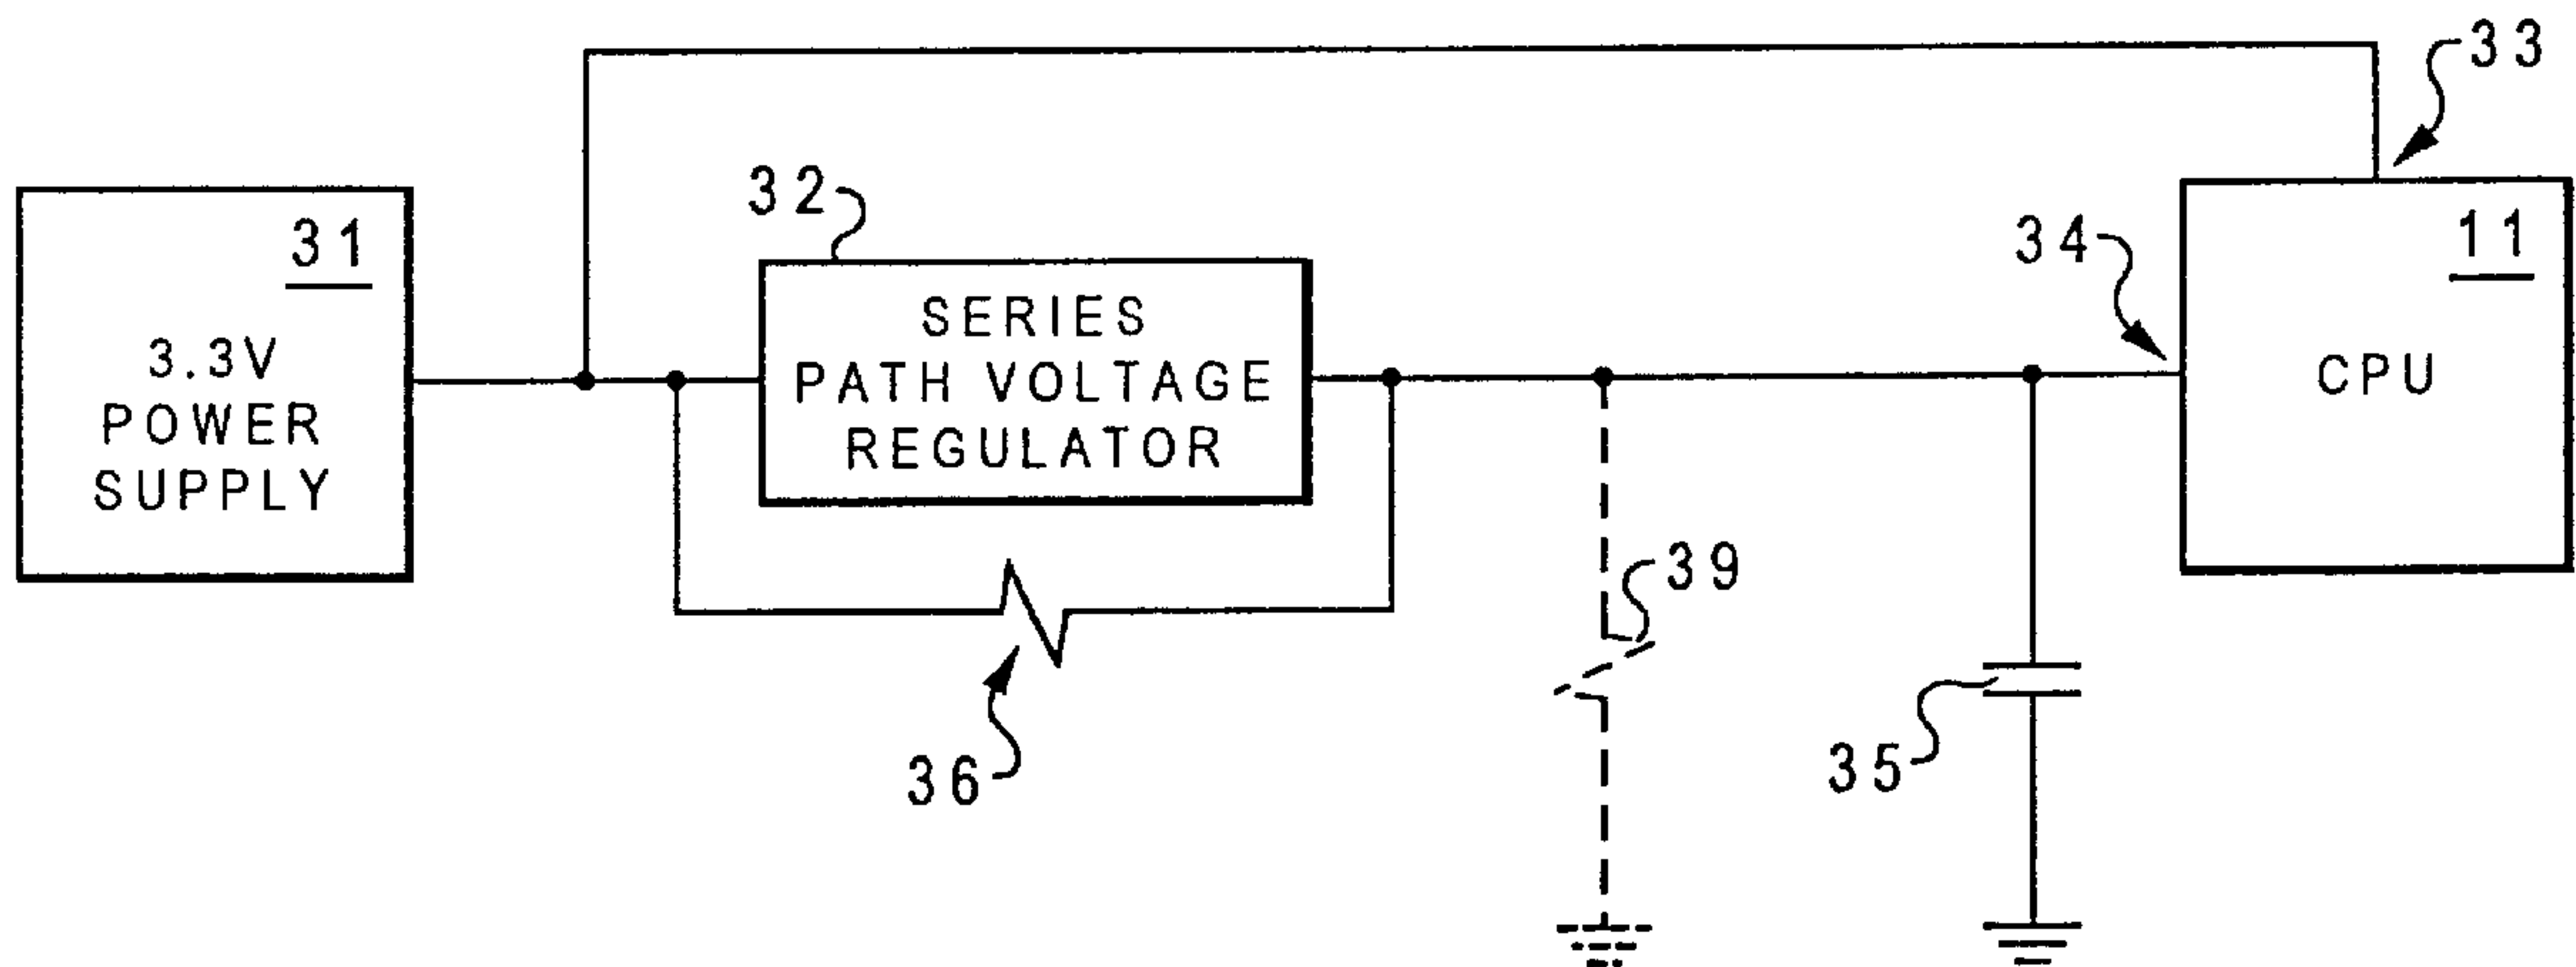 33
32
31
34
11
SERIES
PATH VOLTAGE
REGULATOR
3.3V
POWER
SUPPLY
CPU
39
36
35